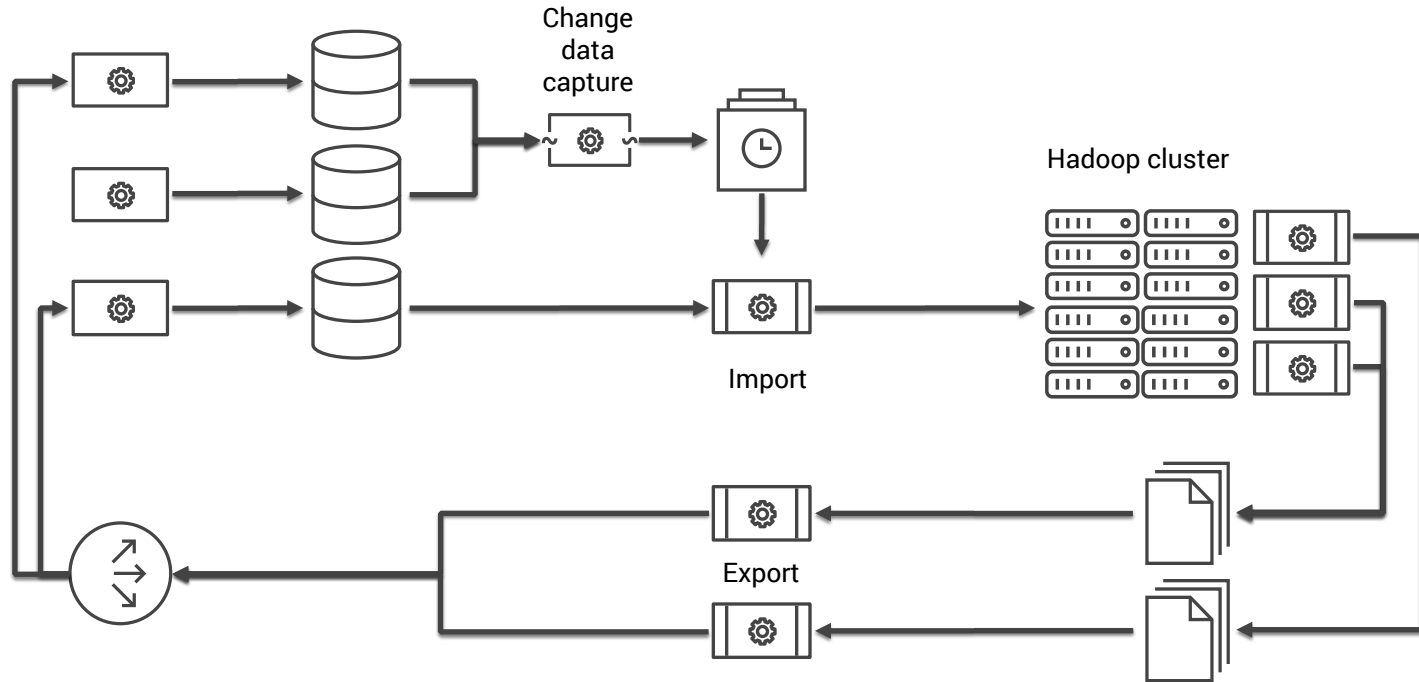 Change
data
capture
Hadoop cluster
Import
Export